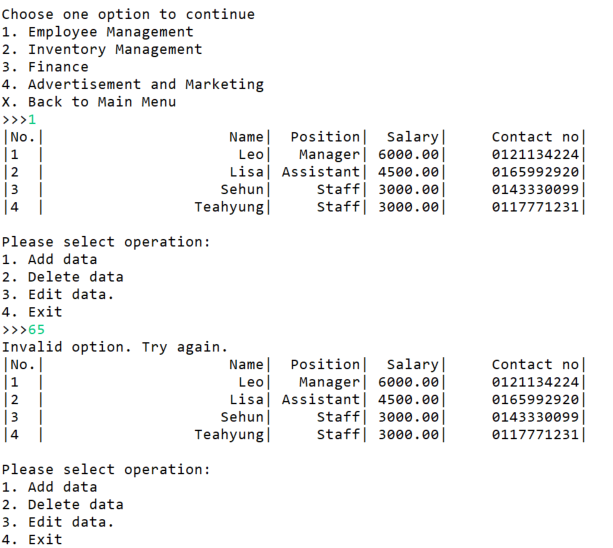 Choose one option to continue
1. Employee Management
2. Inventory Management
3. Finance
4. Advertisement and Marketing
X. Back to Main Menu
>>>1
|No.|                     Name|  Position|  Salary|     Contact no|
|1  |                      Leo|   Manager| 6000.00|     0121134224|
|2  |                     Lisa| Assistant| 4500.00|     0165992920|
|3  |                    Sehun|     Staff| 3000.00|     0143330099|
|4  |                 Teahyung|     Staff| 3000.00|     0117771231|
Please select operation:
1. Add data
2. Delete data
3. Edit data.
4. Exit
>>>65
Invalid option. Try again.
|No.|                     Name|  Position|  Salary|     Contact no|
|1  |                      Leo|   Manager| 6000.00|     0121134224|
|2  |                     Lisa| Assistant| 4500.00|     0165992920|
|3  |                    Sehun|     Staff| 3000.00|     0143330099|
|4  |                 Teahyung|     Staff| 3000.00|     0117771231|
Please select operation:
1. Add data
2. Delete data
3. Edit data.
4. Exit